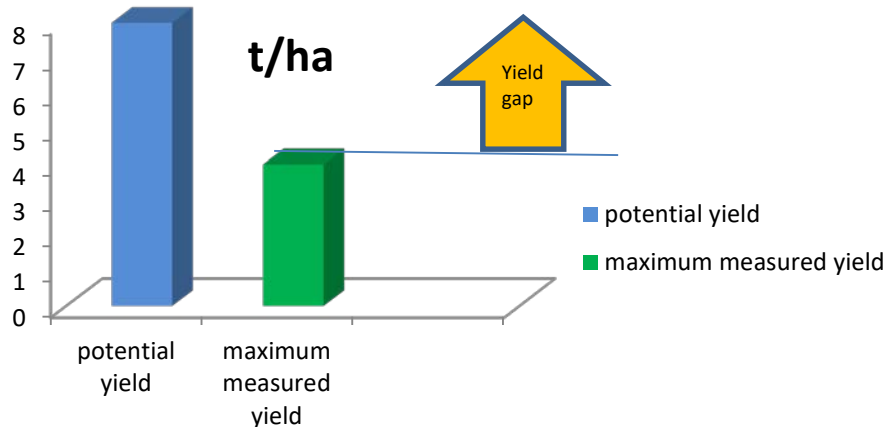 8
7
6
5
4
3
2
1
0
t/ha
Yield
gap
potential
yield
maximum
measured
yield
potential yield
maximum measured yield